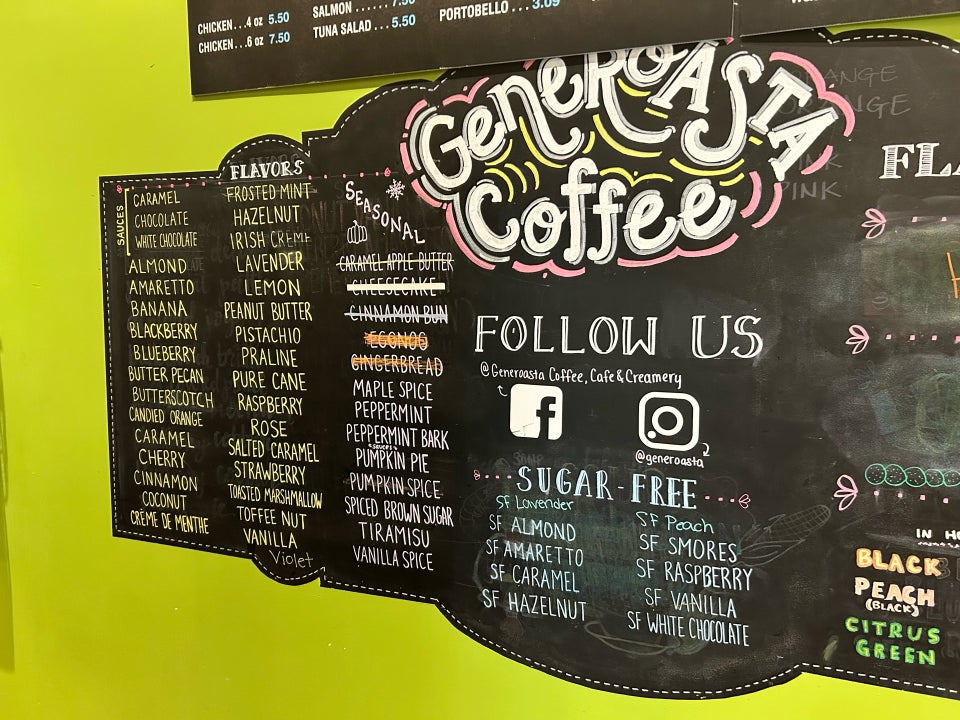 CHICKEN...4 oz 5.50
CHICKEN...6 oz 7.50
SALMON
TUNA SALAD... 5.50
PORTOBELLO... 3.09
GENEROASTA
Coffee
FLAVORS
SAUCES
CARAMEL
CHOCOLATE
WHITE CHOCOLATE
ALMOND
AMARETTO
BANANA
BLACKBERRY
BLUEBERRY
BUTTER PECAN
BUTTERSCOTCH
CANDIED ORANGE
CARAMEL
CHERRY
CINNAMON
COCONUT
CRÈME DE MENTHE
FROSTED MINT
HAZELNUT
IRISH CRÈME
LAVENDER
LEMON
PEANUT BUTTER
PISTACHIO
PRALINE
PURE CANE
RASPBERRY
ROSE
SALTED CARAMEL
STRAWBERRY
TOASTED MARSHMALLOW
TOFFEE NUT
VANILLA
Violet
SEASONAL
CARAMEL APPLE BUTTER
CHEESECAKE
CINNAMON BUN
EGGNOG
GINGERBREAD
MAPLE SPICE
PEPPERMINT
PEPPERMINT BARK
PUMPKIN PIE
PUMPKIN SPICE
SPICED BROWN SUGAR
TIRAMISU
VANILLA SPICE
FOLLOW US
@Generoasta Coffee, Cafe & Creamery
@generoasta
SUGAR-FREE
SF Lavender
SF ALMOND
SF AMARETTO
SF CARAMEL
SF HAZELNUT
SF Peach
SF SMORES
SF RASPBERRY
SF VANILLA
SF WHITE CHOCOLATE
ORANGE
ORANGE
PINK
BLACK
PEACH
(BLACK)
CITRUS
GREEN